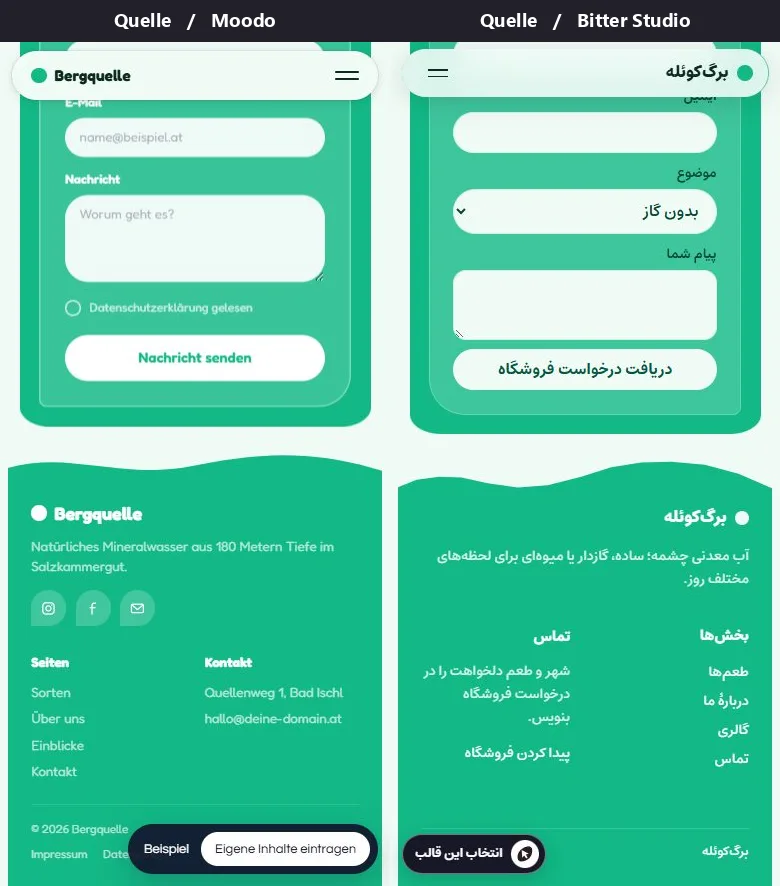 Quelle / Moodo
Bergquelle
E-Mail
name@beispiel.at
Nachricht
Worum geht es?
Datenschutzerklärung gelesen
Nachricht senden
Bergquelle
Natürliches Mineralwasser aus 180 Metern Tiefe im
Salzkammergut.
Seiten
Sorten
Über uns
Einblicke
Kontakt
Kontakt
Quellenweg 1, Bad Ischl
hallo@deine-domain.at
© 2026 Bergquelle
Impressum
Beispiel
Eigene Inhalte eintragen
Quelle / Bitter Studio
برگ‌کوئله
ایمیل
موضوع
بدون گاز
پیام شما
دریافت درخواست فروشگاه
برگ‌کوئله
آب معدنی چشمه؛ ساده، گازدار یا میوه‌ای برای لحظه‌های
مختلف روز.
بخش‌ها
طعم‌ها
دربارهٔ ما
گالری
تماس
تماس
شهر و طعم دلخواهت را در
درخواست فروشگاه
بنویس.
پیدا کردن فروشگاه
برگ‌کوئله
انتخاب این قالب